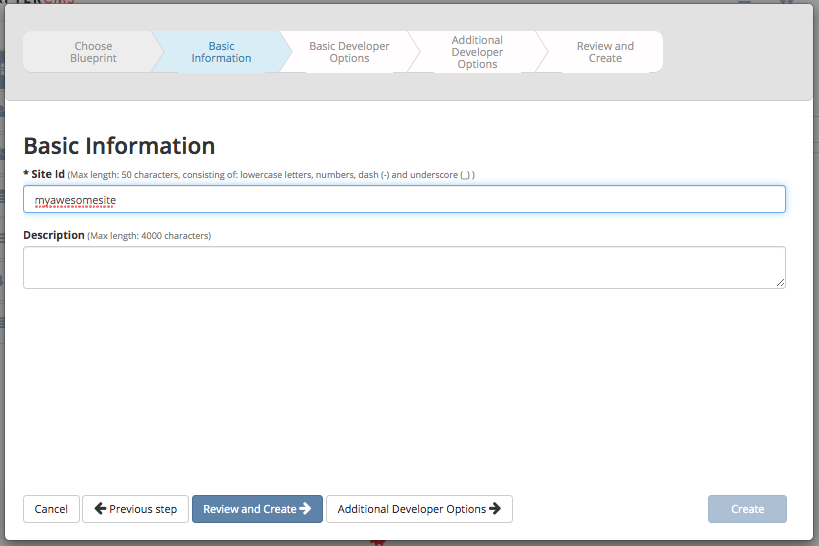 Choose
Blueprint
Basic
Information
Basic Developer
Options
Additional
Developer
Options
Review and
Create
Basic Information
* Site Id (Max length: 50 characters, consisting of: lowercase letters, numbers, dash (-) and underscore (_) )
myawesomesite
Description (Max length: 4000 characters)
Cancel
Previous step
Review and Create
Additional Developer Options
Create